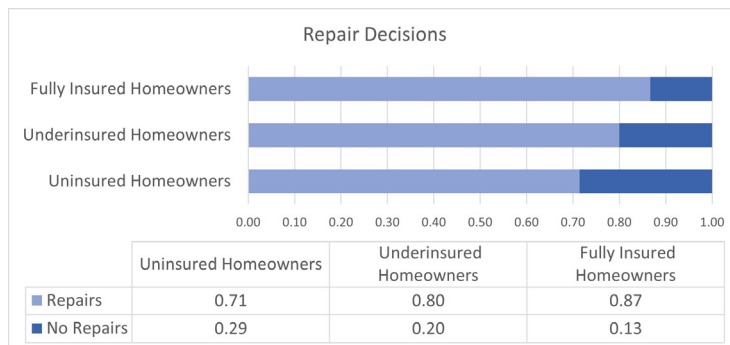 Repair Decisions
Fully Insured Homeowners
Underinsured Homeowners
Uninsured Homeowners
0.00 0.10 0.20 0.30 0.40 0.50 0.60 0.70 0.80 0.90 1.00
Uninsured Homeowners Underinsured Homeowners Fully Insured Homeowners
Repairs 0.71 0.80 0.87
No Repairs 0.29 0.20 0.13